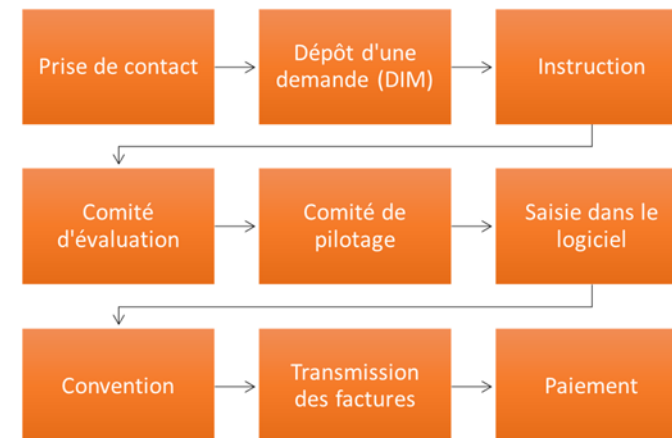 Prise de contact
Dépôt d'une
demande (DIM)
Instruction
Comité
d'évaluation
Comité de
pilotage
Saisie dans le
logiciel
Convention
Transmission
des factures
Paiement